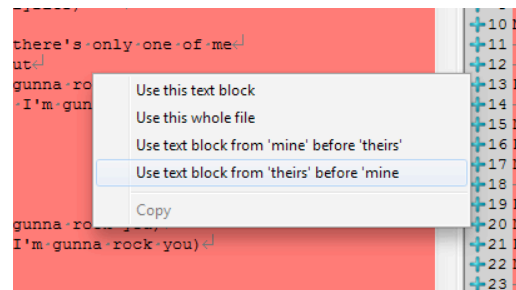 there's only one of me
ut
gunna ro
I'm gun
Use this text block
Use this whole file
Use text block from 'mine' before 'theirs'
Use text block from 'theirs' before 'mine
Copy
gunna ro
I'm gunna rock you)
10
11
12
13
14
15
16
17
18
19
20
21
22
23